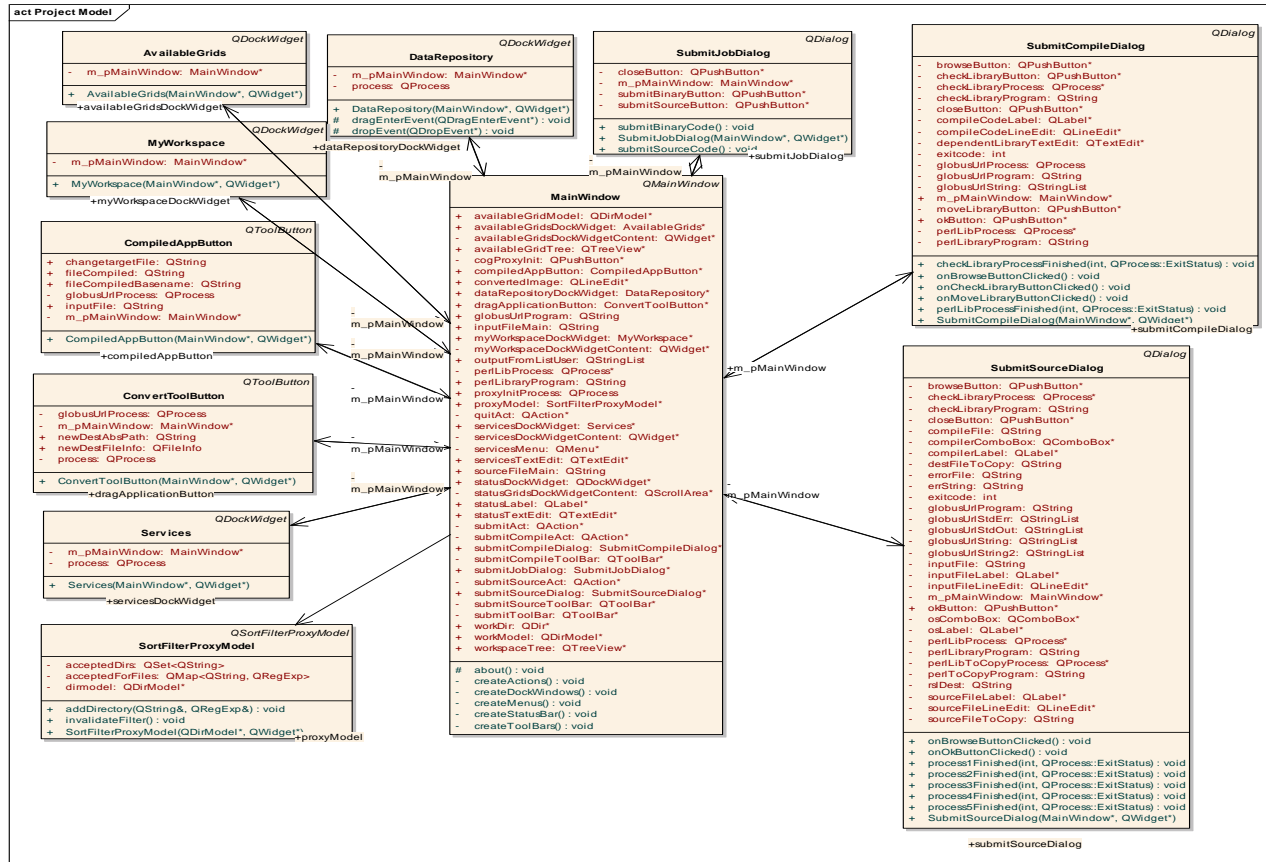 act Project Model
QDockWidget
AvailableGrids
- m_pMainWindow: MainWindow*
+ AvailableGrids(MainWindow*, QWidget*)
+availableGridsDockWidget
QDockWidget
MyWorkspace
- m_pMainWindow: MainWindow*
+ MyWorkspace(MainWindow*, QWidget*)
+myWorkspaceDockWidget
QToolButton
CompiledAppButton
+ changetargetFile: QString
+ fileCompiled: QString
+ fileCompiledBasename: QString
- globusUrlProcess: QProcess
+ inputFile: QString
- m_pMainWindow: MainWindow*
+ CompiledAppButton(MainWindow*, QWidget*)
+compiledAppButton
QToolButton
ConvertToolButton
- globusUrlProcess: QProcess
- m_pMainWindow: MainWindow*
+ newDestAbsPath: QString
+ newDestFileInfo: QFileInfo
- process: QProcess
+ ConvertToolButton(MainWindow*, QWidget*)
+dragApplicationButton
QDockWidget
Services
- m_pMainWindow: MainWindow*
- process: QProcess
+ Services(MainWindow*, QWidget*)
+servicesDockWidget
QSortFilterProxyModel
SortFilterProxyModel
- acceptedDirs: QSet<QString>
- acceptedForFiles: QMap<QString, QRegExp>
- dirmodel: QDirModel*
+ addDirectory(QString&, QRegExp&) : void
+ invalidateFilter() : void
+ SortFilterProxyModel(QDirModel*, QWidget*)
+proxyModel
QDockWidget
DataRepository
- m_pMainWindow: MainWindow*
- process: QProcess
+ DataRepository(MainWindow*, QWidget*)
# dragEnterEvent(QDragEnterEvent*) : void
# dropEvent(QDropEvent*) : void
+dataRepositoryDockWidget
-
m_pMainWindow
QDialog
SubmitJobDialog
- closeButton: QPushButton*
- m_pMainWindow: MainWindow*
- submitBinaryButton: QPushButton*
- submitSourceButton: QPushButton*
+ submitBinaryCode() : void
+ SubmitJobDialog(MainWindow*, QWidget*)
+ submitSourceCode() : void
+submitJobDialog
-
m_pMainWindow
-
m_pMainWindow
-
m_pMainWindow
-
m_pMainWindow
-
m_pMainWindow
-
m_pMainWindow
QMainWindow
MainWindow
+ availableGridModel: QDirModel*
+ availableGridsDockWidget: AvailableGrids*
- availableGridsDockWidgetContent: QWidget*
+ availableGridTree: QTreeView*
- cogProxyInit: QPushButton*
+ compiledAppButton: CompiledAppButton*
+ convertedImage: QLineEdit*
+ dataRepositoryDockWidget: DataRepository*
+ dragApplicationButton: ConvertToolButton*
+ globusUrlProgram: QString
+ inputFileMain: QString
+ myWorkspaceDockWidget: MyWorkspace*
- myWorkspaceDockWidgetContent: QWidget*
+ outputFromListUser: QStringList
- perlLibProcess: QProcess*
+ perlLibraryProgram: QString
+ proxyInitProcess: QProcess
+ proxyModel: SortFilterProxyModel*
- quitAct: QAction*
+ servicesDockWidget: Services*
- servicesDockWidgetContent: QWidget*
- servicesMenu: QMenu*
+ servicesTextEdit: QTextEdit*
+ sourceFileMain: QString
+ statusDockWidget: QDockWidget*
- statusGridsDockWidgetContent: QScrollArea*
+ statusLabel: QLabel*
+ statusTextEdit: QTextEdit*
- submitAct: QAction*
- submitCompileAct: QAction*
+ submitCompileDialog: SubmitCompileDialog*
- submitCompileToolBar: QToolBar*
+ submitJobDialog: SubmitJobDialog*
- submitSourceAct: QAction*
+ submitSourceDialog: SubmitSourceDialog*
- submitSourceToolBar: QToolBar*
- submitToolBar: QToolBar*
+ workDir: QDir*
+ workModel: QDirModel*
+ workspaceTree: QTreeView*
# about() : void
- createActions() : void
- createDockWindows() : void
- createMenus() : void
- createStatusBar() : void
- createToolBars() : void
+m_pMainWindow
-
m_pMainWindow
QDialog
SubmitCompileDialog
- browseButton: QPushButton*
- checkLibraryButton: QPushButton*
- checkLibraryProcess: QProcess*
- checkLibraryProgram: QString
- closeButton: QPushButton*
- compileCodeLabel: QLabel*
- compileCodeLineEdit: QLineEdit*
- dependentLibraryTextEdit: QTextEdit*
- exitcode: int
- globusUrlProcess: QProcess
- globusUrlProgram: QString
- globusUrlString: QStringList
+ m_pMainWindow: MainWindow*
- moveLibraryButton: QPushButton*
+ okButton: QPushButton*
- perlLibProcess: QProcess*
- perlLibraryProgram: QString
+ checkLibraryProcessFinished(int, QProcess::ExitStatus) : void
+ onBrowseButtonClicked() : void
+ onCheckLibraryButtonClicked() : void
+ onMoveLibraryButtonClicked() : void
+ perlLibProcessFinished(int, QProcess::ExitStatus) : void
+ SubmitCompileDialog(MainWindow*, QWidget*)
+submitCompileDialog
QDialog
SubmitSourceDialog
- browseButton: QPushButton*
- checkLibraryProcess: QProcess*
- checkLibraryProgram: QString
- closeButton: QPushButton*
- compileFile: QString
- compilerComboBox: QComboBox*
- compilerLabel: QLabel*
- destFileToCopy: QString
- errorFile: QString
- errString: QString
- exitcode: int
- globusUrlProgram: QString
- globusUrlStdErr: QStringList
- globusUrlStdOut: QStringList
- globusUrlString: QStringList
- globusUrlString2: QStringList
- inputFile: QString
- inputFileLabel: QLabel*
- inputFileLineEdit: QLineEdit*
- m_pMainWindow: MainWindow*
+ okButton: QPushButton*
- osComboBox: QComboBox*
- osLabel: QLabel*
- perlLibProcess: QProcess*
- perlLibraryProgram: QString
- perlLibToCopyProcess: QProcess*
- perlToCopyProgram: QString
- rslDest: QString
- sourceFileLabel: QLabel*
- sourceFileLineEdit: QLineEdit*
- sourceFileToCopy: QString
+ onBrowseButtonClicked() : void
+ onOkButtonClicked() : void
+ process1Finished(int, QProcess::ExitStatus) : void
+ process2Finished(int, QProcess::ExitStatus) : void
+ process3Finished(int, QProcess::ExitStatus) : void
+ process4Finished(int, QProcess::ExitStatus) : void
+ process5Finished(int, QProcess::ExitStatus) : void
+ SubmitSourceDialog(MainWindow*, QWidget*)
+submitSourceDialog